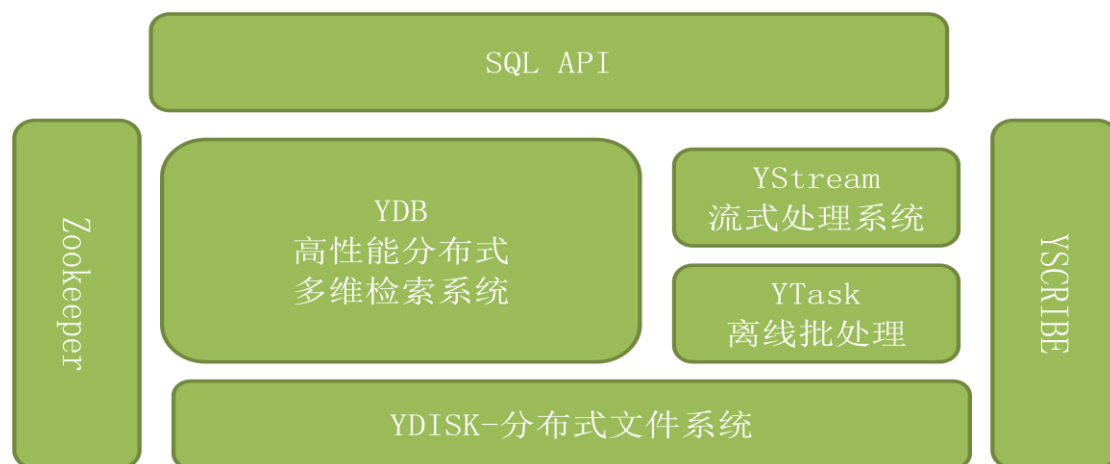 SQL API
Zookeeper
YDB
高性能分布式
多维检索系统
YStream
流式处理系统
YTask
离线批处理
YSCRIBE
YDISK-分布式文件系统